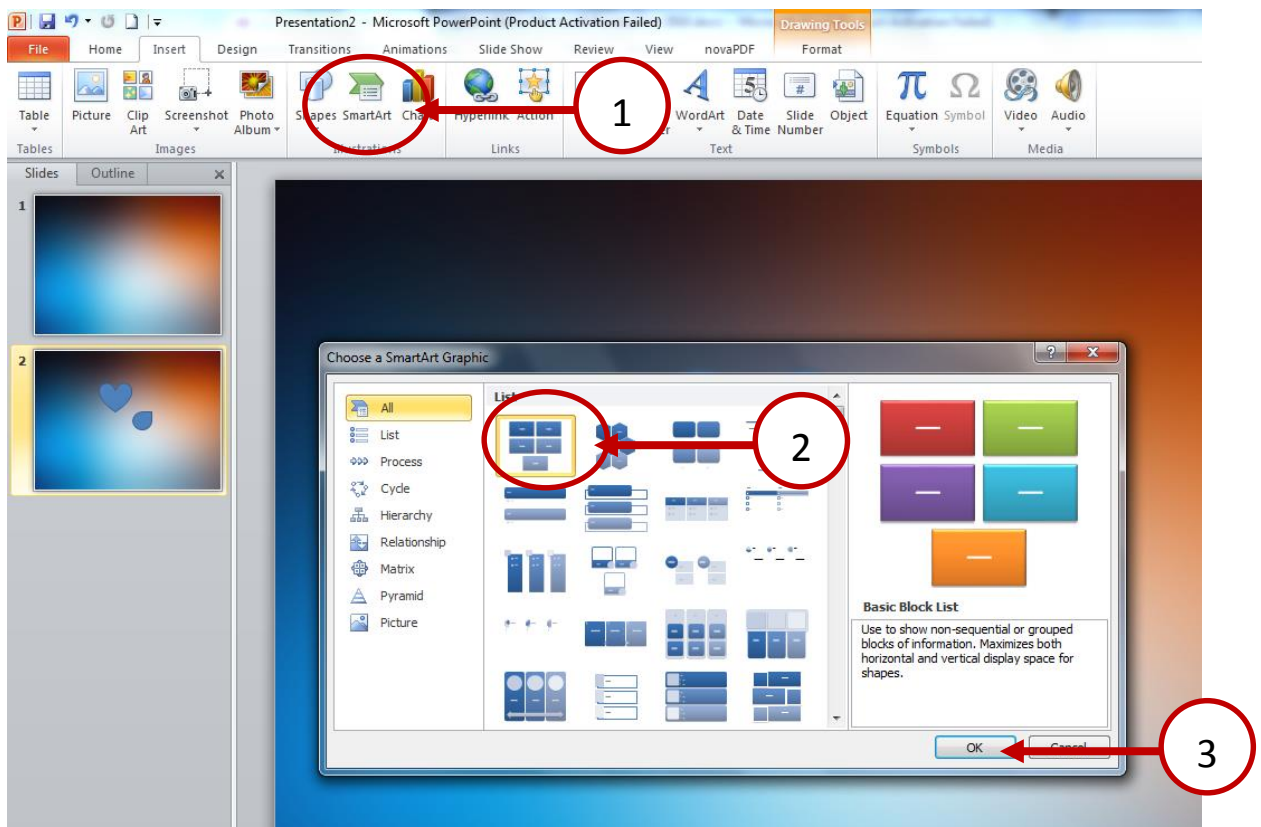 Presentation2 - Microsoft PowerPoint (Product Activation Failed)
Drawing Tools
File Home Insert Design Transitions Animations Slide Show Review View novaPDF Format
Table Picture Clip Art Screenshot Photo Album Shapes SmartArt Hyperlink Action WordArt Date & Time Slide Number Object Equation Symbol Video Audio
Tables Images Illustrations Links Text Symbols Media
1
Slides Outline
1
2
Choose a SmartArt Graphic
All
List
Process
Cycle
Hierarchy
Relationship
Matrix
Pyramid
Picture
List
2
Basic Block List
Use to show non-sequential or grouped
blocks of information. Maximizes both
horizontal and vertical display space for
shapes.
OK Cancel
3